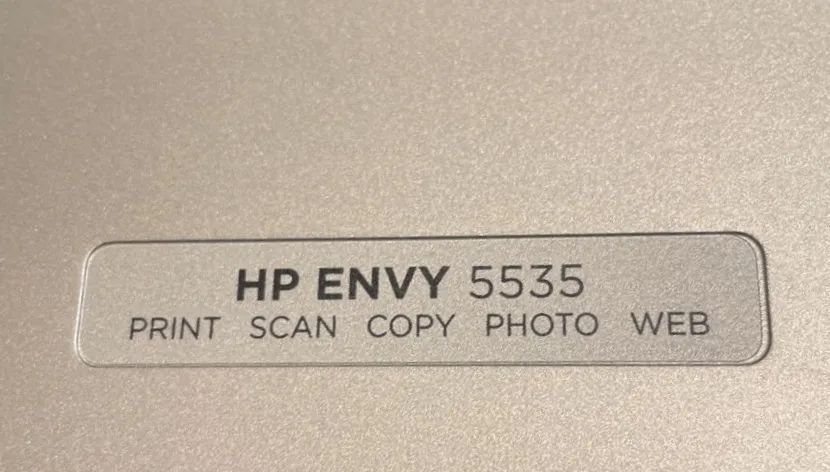 HP ENVY 5535
PRINT SCAN COPY PHOTO WEB